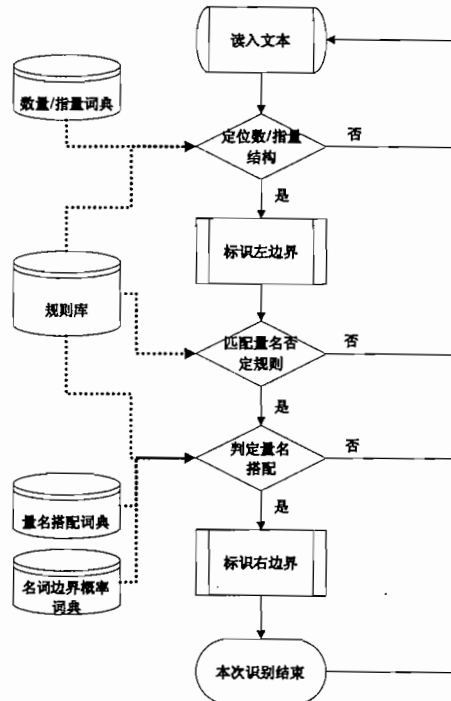 读入文本
数量/指量词典
定位数/指量
结构
否
是
标识左边界
规则库
匹配量名否
定规则
否
是
判定量名
搭配
否
量名搭配词典
是
名词边界概率
词典
标识右边界
本次识别结束